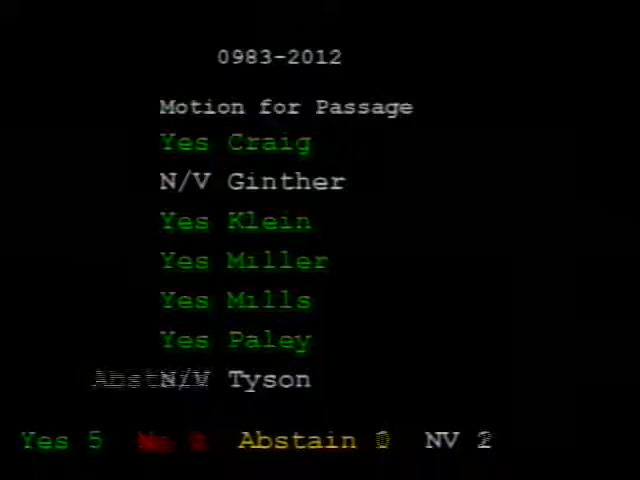 0983-2012
Motion for Passage
Yes Craig
N/V Ginther
Yes Klein
Yes Miller
Yes Mills
Yes Paley
N/V Tyson
Yes 5 No Abstain 0 NV 2